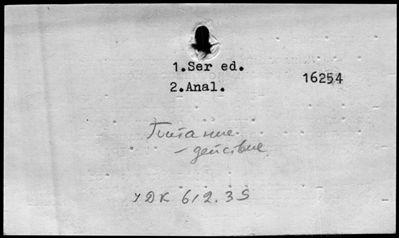 1.Ser ed.
16254
2.Anal.
Питание
- действие
УДК 612.39